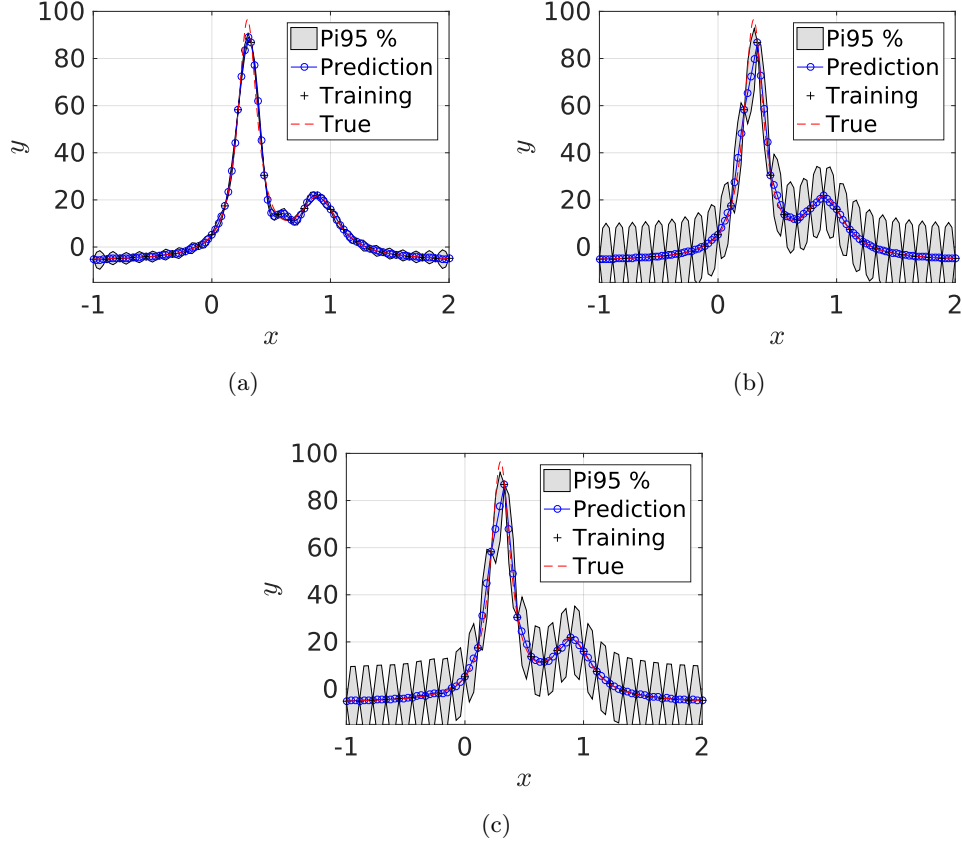 100
80
60
40
20
0
y
Pi95 %
Prediction
Training
True
-1 0 1 2
x
(a)
100
80
60
40
20
0
y
Pi95 %
Prediction
Training
True
-1 0 1 2
x
(b)
100
80
60
40
20
0
y
Pi95 %
Prediction
Training
True
-1 0 1 2
x
(c)